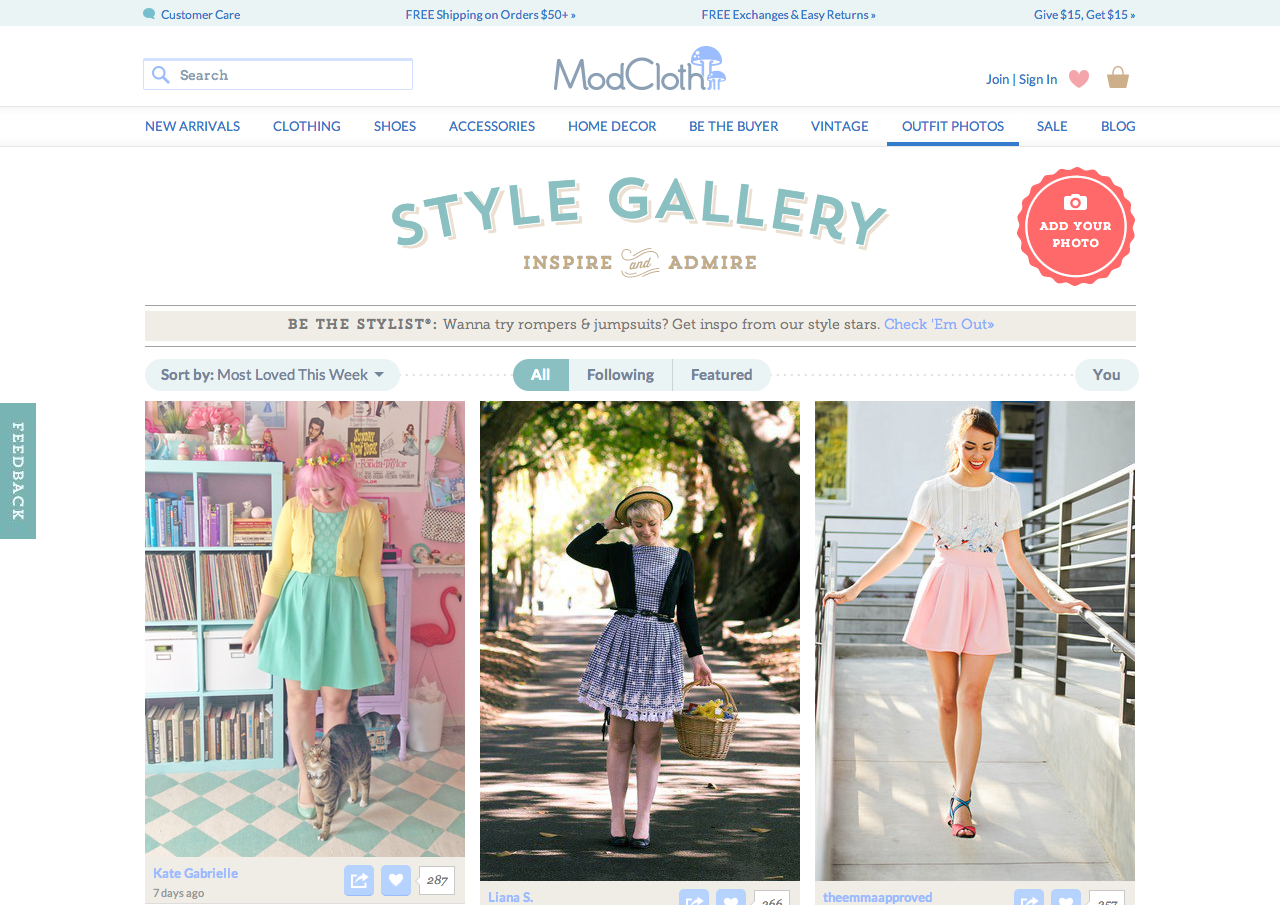 Customer Care
FREE Shipping on Orders $50+ »
FREE Exchanges & Easy Returns »
Give $15, Get $15 »
Search
ModCloth
Join | Sign In
NEW ARRIVALS
CLOTHING
SHOES
ACCESSORIES
HOME DECOR
BE THE BUYER
VINTAGE
OUTFIT PHOTOS
SALE
BLOG
STYLE GALLERY
INSPIRE and ADMIRE
ADD YOUR
PHOTO
BE THE STYLIST®: Wanna try rompers & jumpsuits? Get inspo from our style stars. Check 'Em Out»
Sort by: Most Loved This Week
All
Following
Featured
You
FEEDBACK
SUNDAY
NEW YORK
Kate Gabrielle
7 days ago
287
Liana S.
266
theemmaapproved
257